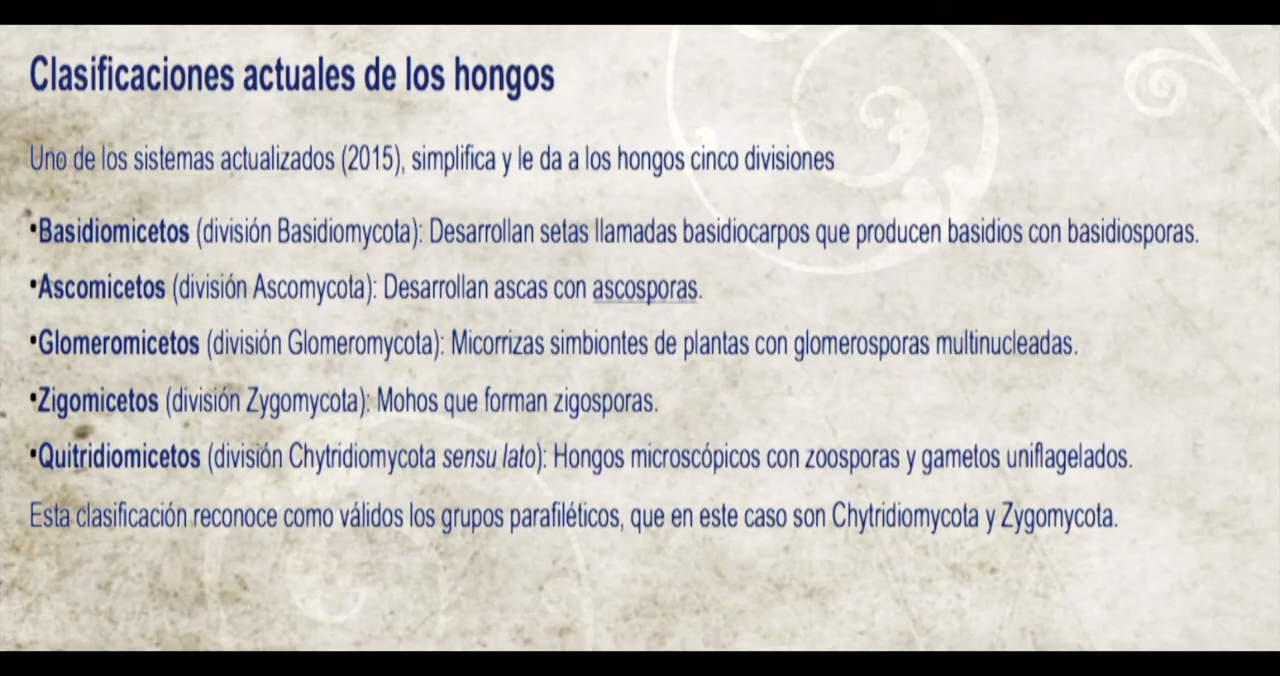 Clasificaciones actuales de los hongos
Uno de los sistemas actualizados (2015), simplifica y le da a los hongos cinco divisiones
•Basidiomicetos (división Basidiomycota): Desarrollan setas llamadas basidiocarpos que producen basidios con basidiosporas.
•Ascomicetos (división Ascomycota): Desarrollan ascas con ascosporas.
•Glomeromicetos (división Glomeromycota): Micorrizas simbiontes de plantas con glomerosporas multinucleadas.
•Zigomicetos (división Zygomycota): Mohos que forman zigosporas.
•Quitridiomicetos (división Chytridiomycota sensu lato): Hongos microscópicos con zoosporas y gametos uniflagelados.
Esta clasificación reconoce como válidos los grupos parafiléticos, que en este caso son Chytridiomycota y Zygomycota.